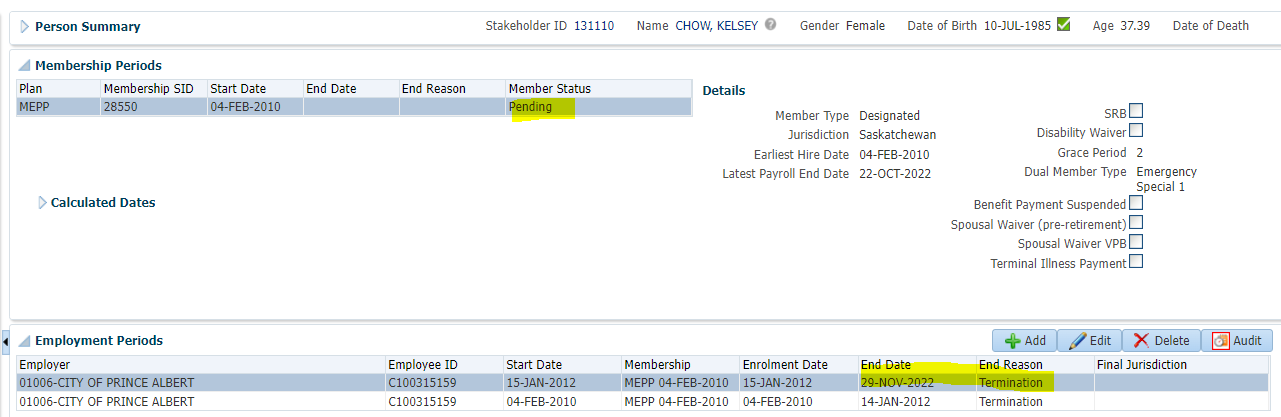 Person Summary Stakeholder ID 131110 Name CHOW, KELSEY Gender Female Date of Birth 10-JUL-1985 Age 37.39 Date of Death
Membership Periods
Plan Membership SID Start Date End Date End Reason Member Status
MEPP 28550 04-FEB-2010 Pending
Details
Member Type Designated
Jurisdiction Saskatchewan
Earliest Hire Date 04-FEB-2010
Latest Payroll End Date 22-OCT-2022
SRB
Disability Waiver
Grace Period 2
Dual Member Type Emergency
Special 1
Benefit Payment Suspended
Spousal Waiver (pre-retirement)
Spousal Waiver VPB
Terminal Illness Payment
Calculated Dates
Employment Periods Add Edit Delete Audit
Employer Employee ID Start Date Membership Enrolment Date End Date End Reason Final Jurisdiction
01006-CITY OF PRINCE ALBERT C100315159 15-JAN-2012 MEPP 04-FEB-2010 15-JAN-2012 29-NOV-2022 Termination
01006-CITY OF PRINCE ALBERT C100315159 04-FEB-2010 MEPP 04-FEB-2010 04-FEB-2010 14-JAN-2012 Termination